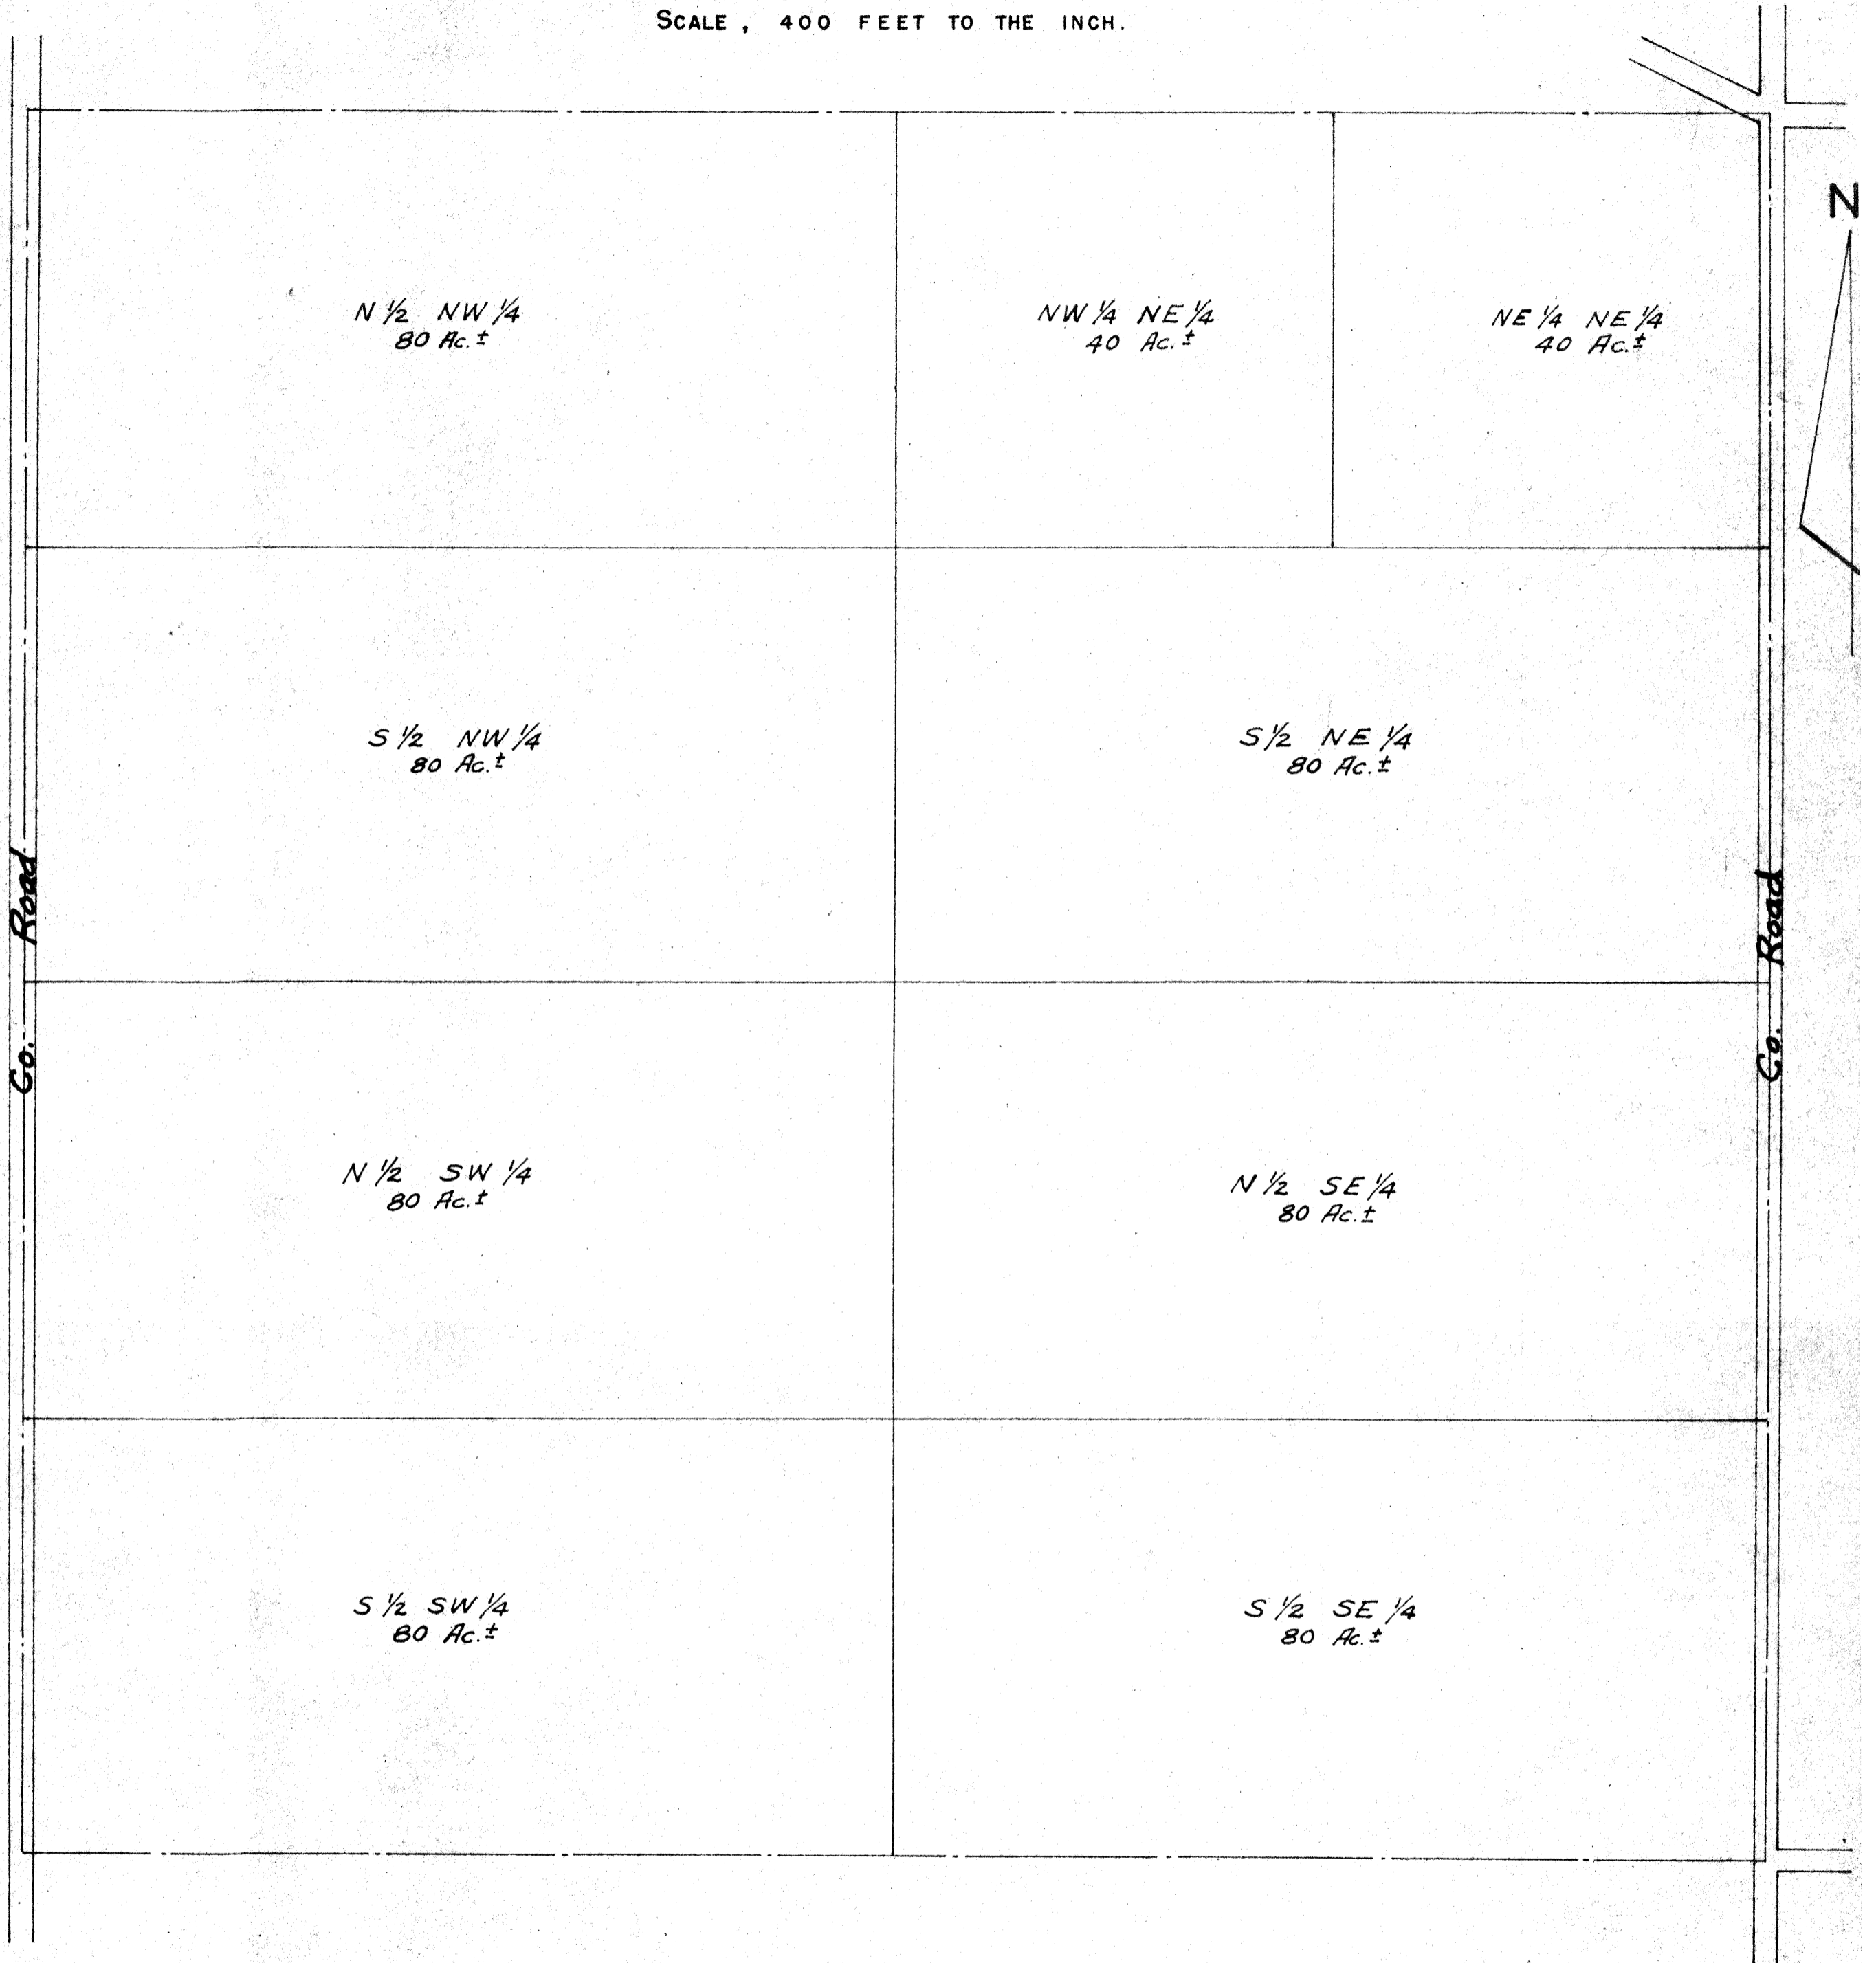 SCALE, 400 FEET TO THE INCH.
N
N ½ NW ¼
80 Ac. ±
NW ¼ NE ¼
40 Ac. ±
NE ¼ NE ¼
40 Ac. ±
S ½ NW ¼
80 Ac. ±
S ½ NE ¼
80 Ac. ±
Co. Road
Co. Road
N ½ SW ¼
80 Ac. ±
N ½ SE ¼
80 Ac. ±
S ½ SW ¼
80 Ac. ±
S ½ SE ¼
80 Ac. ±